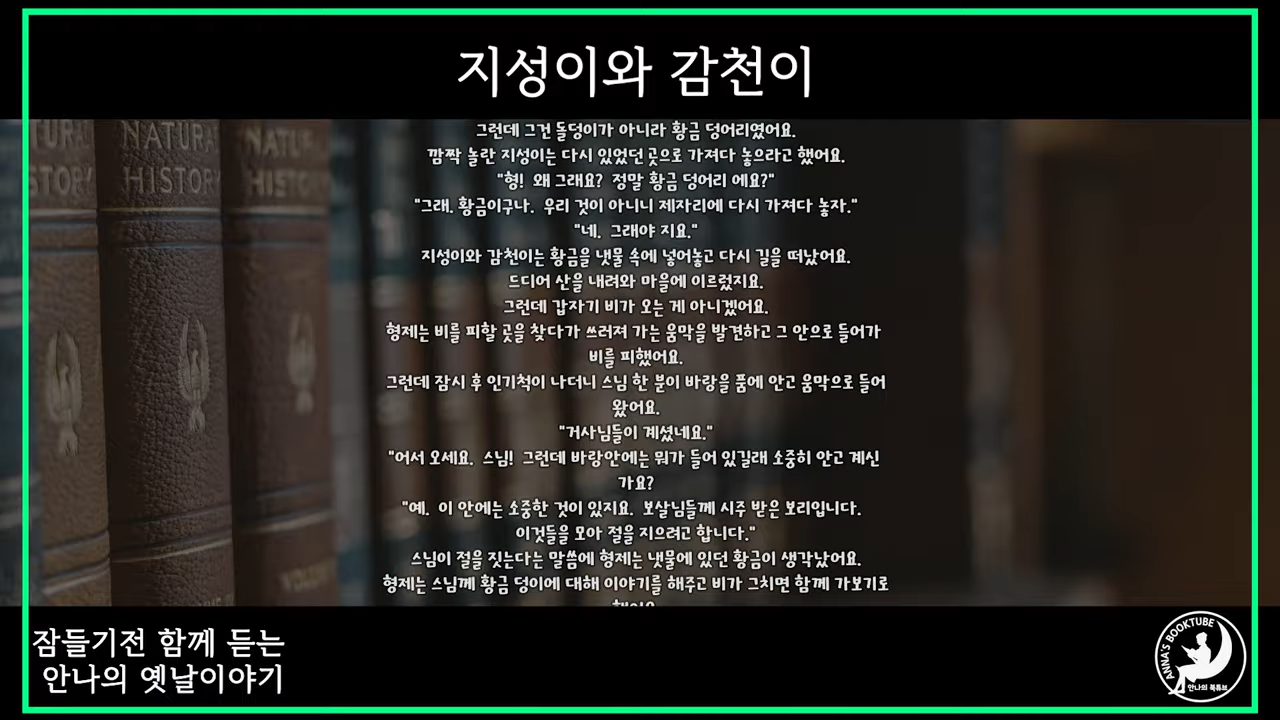 지성이와 감천이
그런데 그건 돌덩이가 아니라 황금 덩어리였어요.
깜짝 놀란 지성이는 다시 있었던 곳으로 가져다 놓으라고 했어요.
"형! 왜 그래요? 정말 황금 덩어리 에요?"
"그래. 황금이구나. 우리 것이 아니니 제자리에 다시 가져다 놓자."
"네. 그래야 지요."
지성이와 감천이는 황금을 냇물 속에 넣어놓고 다시 길을 떠났어요.
드디어 산을 내려와 마을에 이르렀지요.
그런데 갑자기 비가 오는 게 아니겠어요.
형제는 비를 피할 곳을 찾다가 쓰러져 가는 움막을 발견하고 그 안으로 들어가
비를 피했어요.
그런데 잠시 후 인기척이 나더니 스님 한 분이 바랑을 품에 안고 움막으로 들어
왔어요.
"거사님들이 계셨네요."
"어서 오세요. 스님! 그런데 바랑안에는 뭐가 들어 있길래 소중히 안고 계신
가요?
"예. 이 안에는 소중한 것이 있지요. 보살님들께 시주 받은 보리입니다.
이것들을 모아 절을 지으려고 합니다."
스님이 절을 짓는다는 말씀에 형제는 냇물에 있던 황금이 생각났어요.
형제는 스님께 황금 덩이에 대해 이야기를 해주고 비가 그치면 함께 가보기로
NATURA
HISTORY
잠들기전 함께 듣는
안나의 옛날이야기
ANNA'S BOOKTUBE
안나의 북튜브